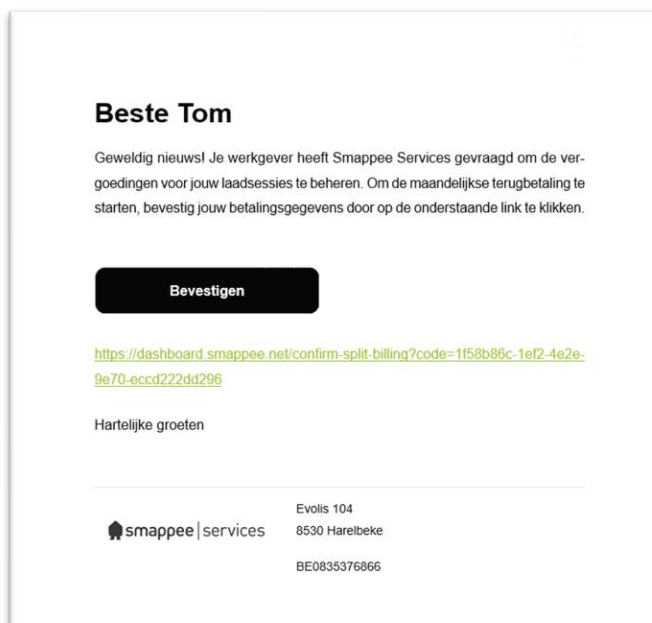 Beste Tom
Geweldig nieuws! Je werkgever heeft Smappee Services gevraagd om de ver-
goedingen voor jouw laadsessies te beheren. Om de maandelijkse terugbetaling te
starten, bevestig jouw betalingsgegevens door op de onderstaande link te klikken.
Bevestigen
https://dashboard.smappee.net/confirm-split-billing?code=1f58b86c-1ef2-4e2e-
9e70-eccd222dd296
Hartelijke groeten
smappee|services
Evolis 104
8530 Harelbeke
BE0835376866